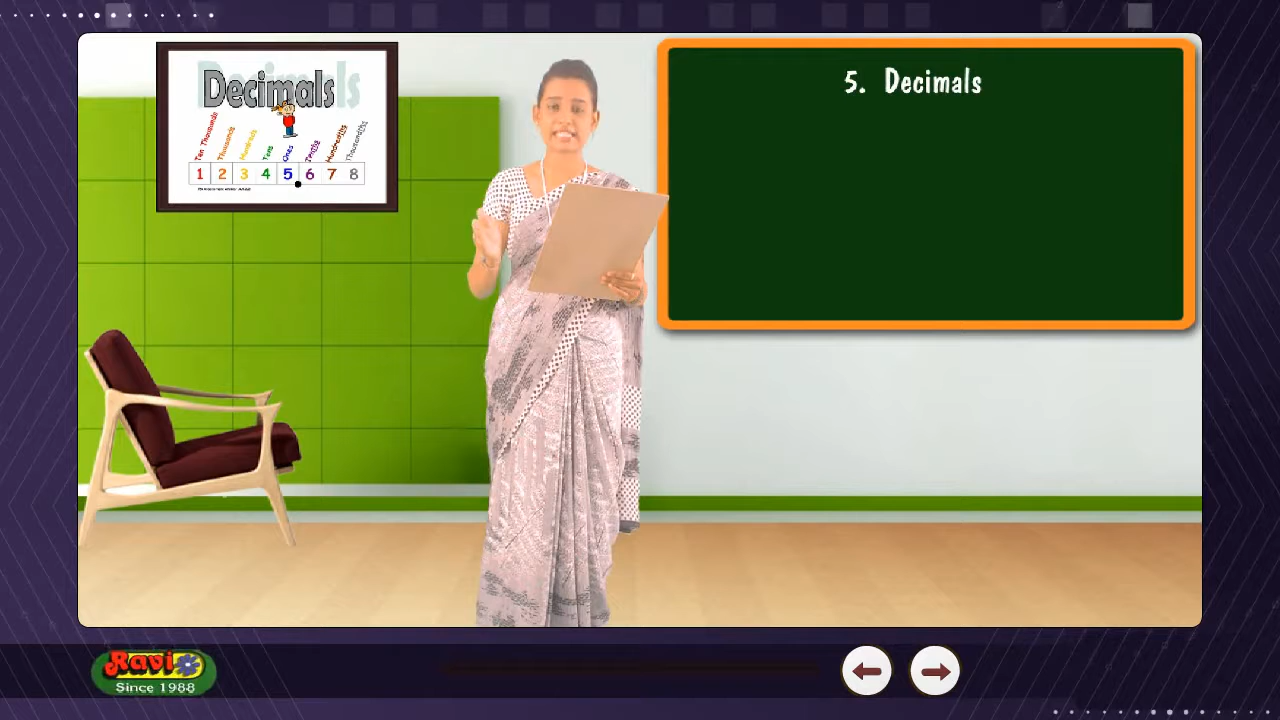 Decimals
Ten Thousands Thousands Hundreds Tens Ones Tenths Hundredths Thousandths
1 2 3 4 5 . 6 7 8
5. Decimals
Ravi
Since 1988